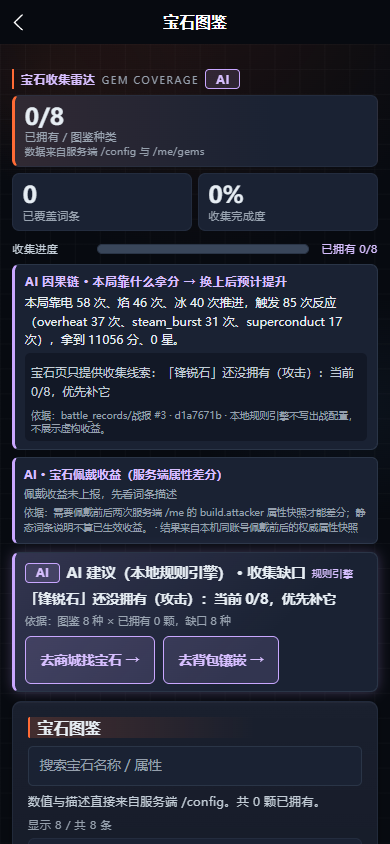 宝石图鉴
宝石收集雷达 GEM COVERAGE AI
0/8
已拥有 / 图鉴种类
数据来自服务端 /config 与 /me/gems
0
已覆盖词条
0%
收集完成度
收集进度 已拥有 0/8
AI 因果链 · 本局靠什么拿分 → 换上后预计提升
本局靠电 58 次、焰 46 次、冰 40 次推进，触发 85 次反应
（overheat 37 次、steam_burst 31 次、superconduct 17
次），拿到 11056 分、0 星。
宝石页只提供收集线索：「锋锐石」还没拥有（攻击）：当前
0/8，优先补它
依据：battle_records/战报 #3 · d1a7671b · 本地规则引擎不写出战配置，
不展示虚构收益。
AI · 宝石佩戴收益（服务端属性差分）
佩戴收益未上报，先看词条描述
依据：需要佩戴前后两次服务端 /me 的 build.attacker 属性快照才能差分；静
态词条说明不算已生效收益。 · 结果来自本机同账号佩戴前后的权威属性快照
AI AI 建议（本地规则引擎） · 收集缺口 规则引擎
「锋锐石」还没拥有（攻击）：当前 0/8，优先补它
依据：图鉴 8 种 × 已拥有 0 颗，缺口 8 种
去商城找宝石 →
去背包镶嵌 →
宝石图鉴
搜索宝石名称 / 属性
数值与描述直接来自服务端 /config。共 0 颗已拥有。
显示 8 / 共 8 条